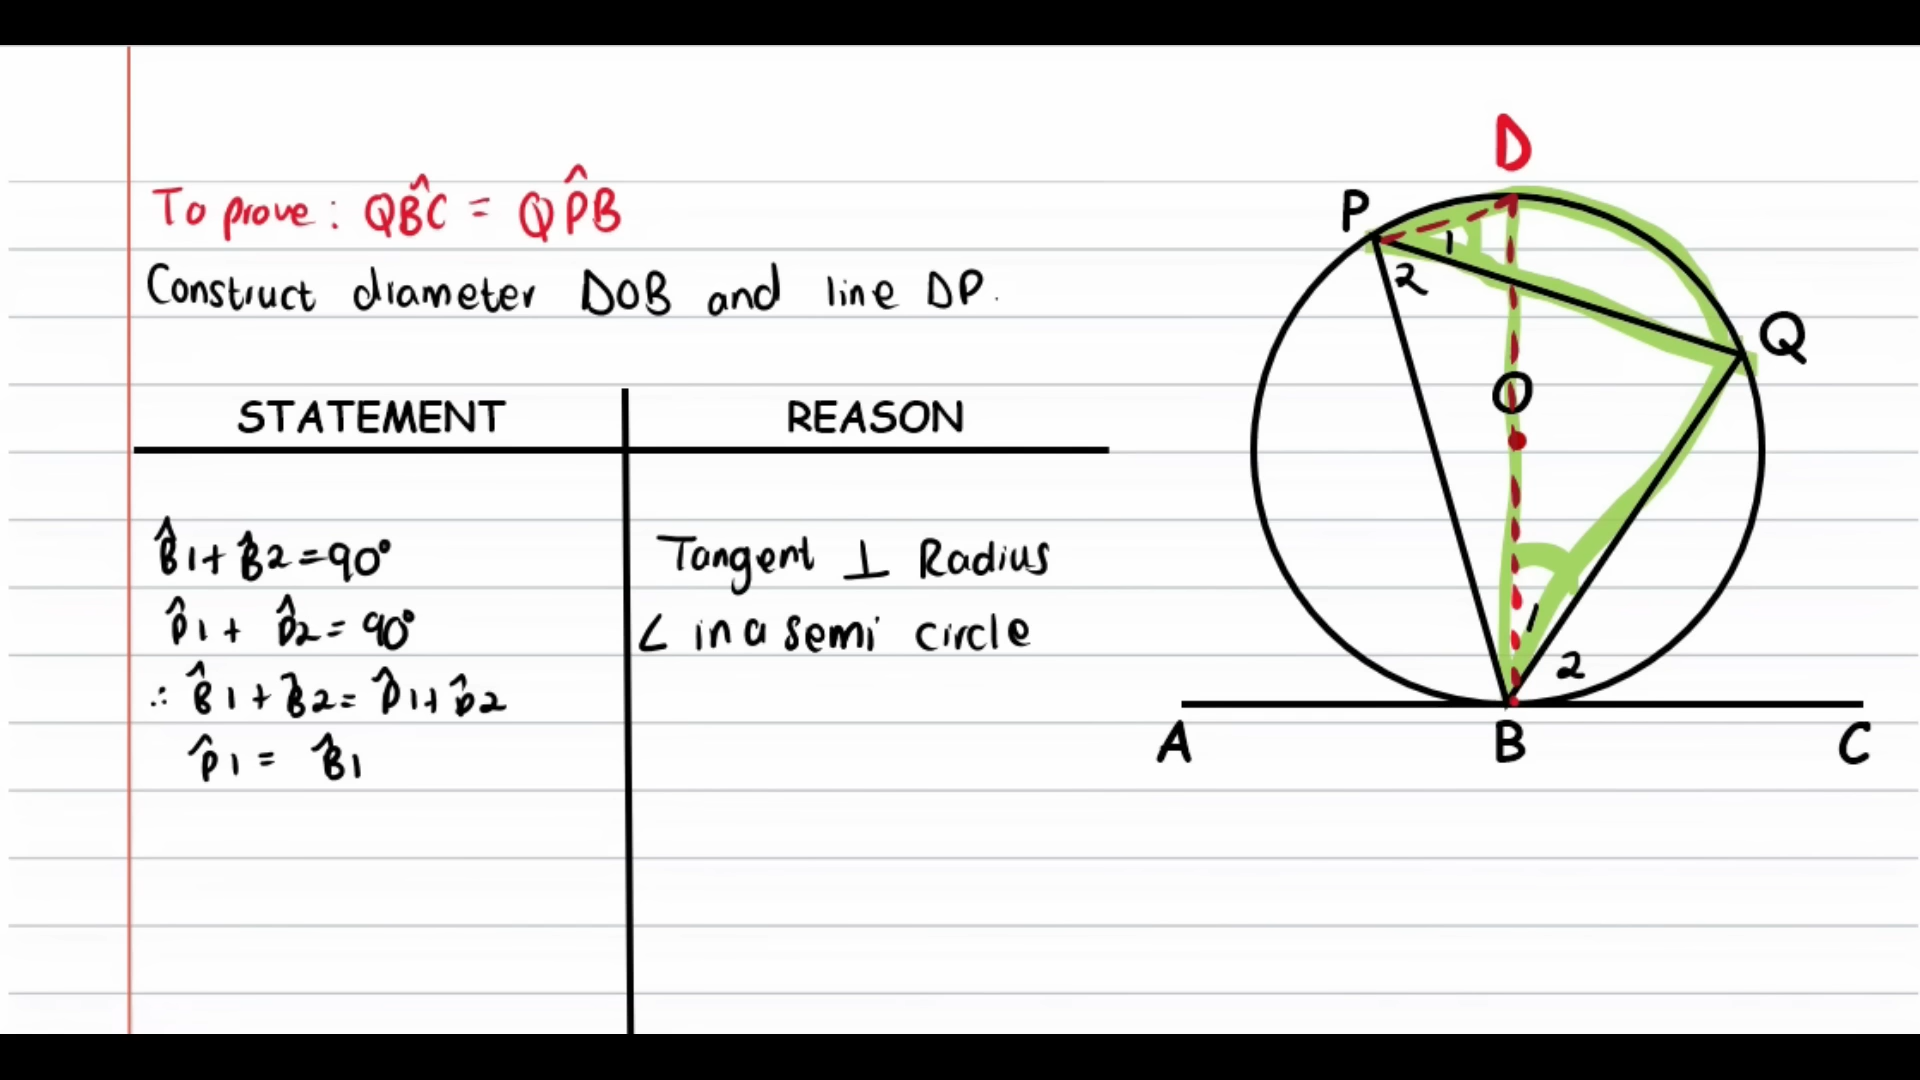 To prove: QB̂C = QP̂B
Construct diameter DOB and line DP.
STATEMENT REASON
B̂1 + B̂2 = 90° Tangent ⊥ Radius
P̂1 + P̂2 = 90° ∠ in a semi circle
∴ B̂1 + B̂2 = P̂1 + P̂2
P̂1 = B̂1
D
P
1
2
Q
O
1
2
A B C